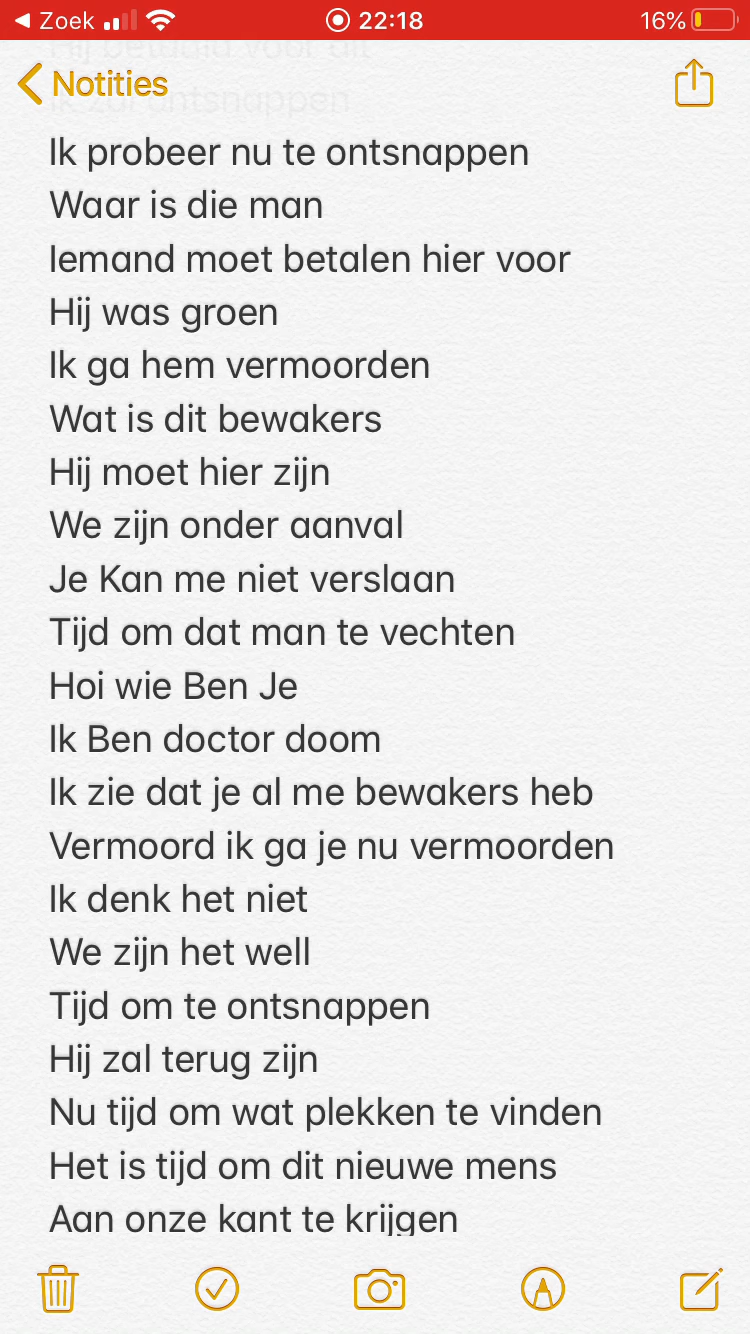 Zoek 22:18 16%
Notities
Ik zal ontsnappen
Ik probeer nu te ontsnappen
Waar is die man
Iemand moet betalen hier voor
Hij was groen
Ik ga hem vermoorden
Wat is dit bewakers
Hij moet hier zijn
We zijn onder aanval
Je Kan me niet verslaan
Tijd om dat man te vechten
Hoi wie Ben Je
Ik Ben doctor doom
Ik zie dat je al me bewakers heb
Vermoord ik ga je nu vermoorden
Ik denk het niet
We zijn het well
Tijd om te ontsnappen
Hij zal terug zijn
Nu tijd om wat plekken te vinden
Het is tijd om dit nieuwe mens
Aan onze kant te krijgen